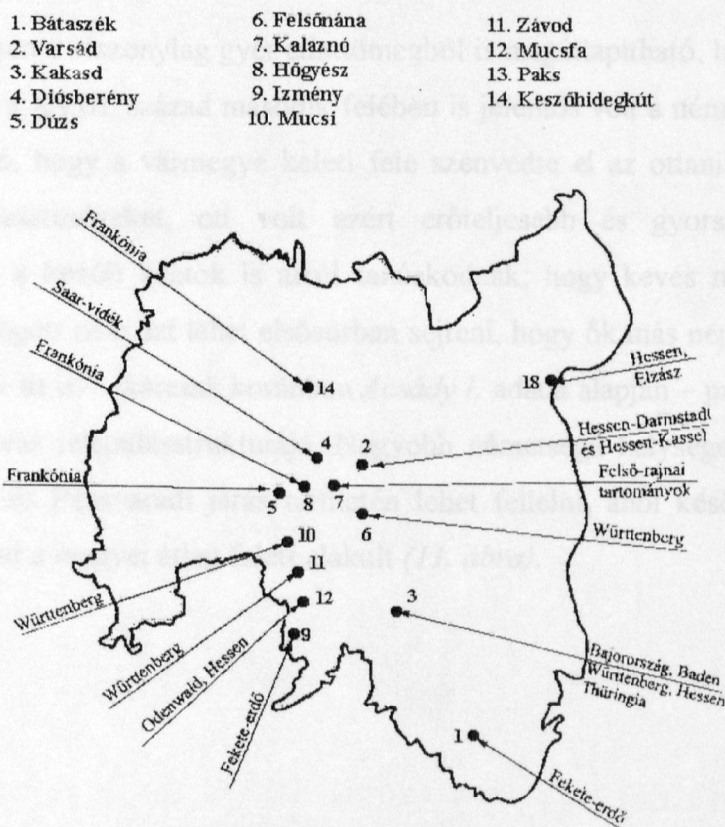 1. Bátaszék
2. Varsád
3. Kakasd
4. Diósberény
5. Dúzs
6. Felsőnána
7. Kalaznó
8. Hőgyész
9. Izmény
10. Mucsi
11. Závod
12. Mucsfa
13. Paks
14. Keszőhidegkút
Frankónia
Saar-vidék
Frankónia
Frankónia
14
4
5
8
7
6
18
Hessen,
Elzász
Hessen-Darmstadt
Hessen-Kassel
Felső-rajnai
tartományok
Württenberg
10
11
12
9
3
1
Württenberg
Württenberg
Odenwald, Hessen
Fekete-erdő
Bajorország, Baden
Württenberg, Hessen
Thüringia
Fekete-erdő